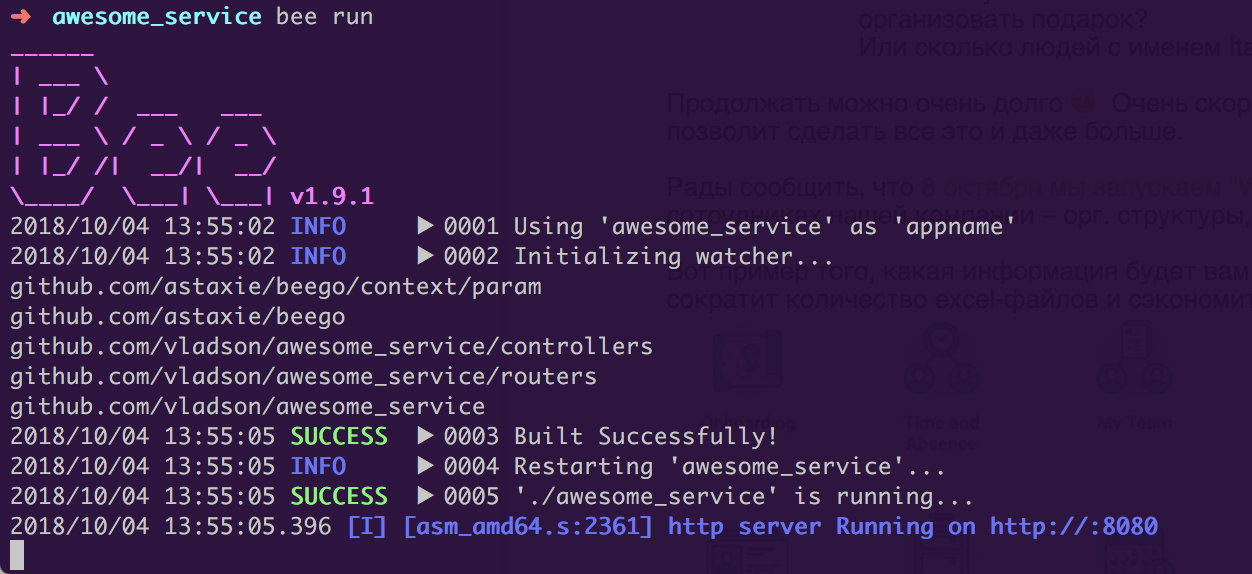 ➜ awesome_service bee run
______
| ___ \
| |_/ /  ___   ___
| ___ \ / _ \ / _ \
| |_/ /|  __/|  __/
\____/  \___| \___| v1.9.1
2018/10/04 13:55:02 INFO     ▶ 0001 Using 'awesome_service' as 'appname'
2018/10/04 13:55:02 INFO     ▶ 0002 Initializing watcher...
github.com/astaxie/beego/context/param
github.com/astaxie/beego
github.com/vladson/awesome_service/controllers
github.com/vladson/awesome_service/routers
github.com/vladson/awesome_service
2018/10/04 13:55:05 SUCCESS  ▶ 0003 Built Successfully!
2018/10/04 13:55:05 INFO     ▶ 0004 Restarting 'awesome_service'...
2018/10/04 13:55:05 SUCCESS  ▶ 0005 './awesome_service' is running...
2018/10/04 13:55:05.396 [I] [asm_amd64.s:2361] http server Running on http://:8080
организовать подарок?
Или сколько людей с именем
Продолжать можно очень долго Очень
позволит сделать все это и даже больше.
Рады сообщить, что 8 октября мы запускаем
сотрудниках нашей компании – орг. структуры,
Вот пример того, какая информация будет
сократит количество excel-файлов и
Time and
Absence
My Team